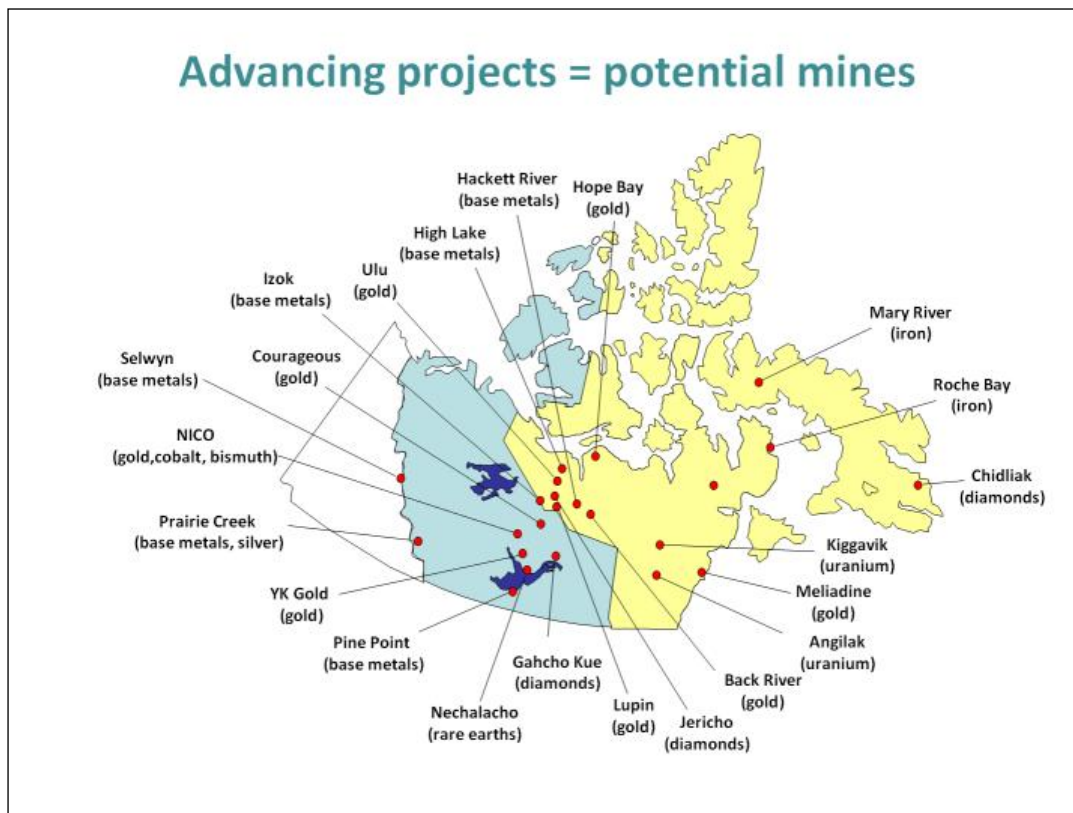 Advancing projects = potential mines
Hackett River
(base metals)
Hope Bay
(gold)
High Lake
(base metals)
Ulu
(gold)
Izok
(base metals)
Mary River
(iron)
Courageous
(gold)
Selwyn
(base metals)
Roche Bay
(iron)
NICO
(gold,cobalt, bismuth)
Chidliak
(diamonds)
Prairie Creek
(base metals, silver)
Kiggavik
(uranium)
YK Gold
(gold)
Meliadine
(gold)
Pine Point
(base metals)
Angilak
(uranium)
Gahcho Kue
(diamonds)
Back River
(gold)
Nechalacho
(rare earths)
Lupin
(gold)
Jericho
(diamonds)